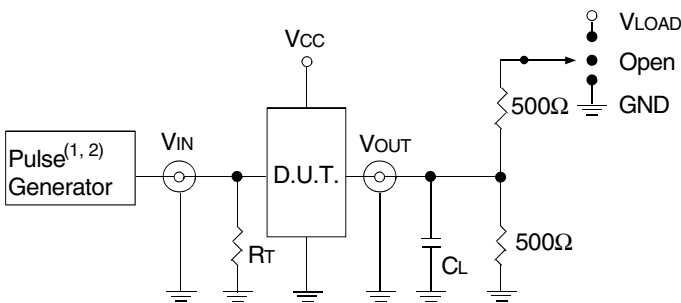 VLOAD
VCC
Open
500Ω
GND
Pulse(1, 2)
Generator
VIN
D.U.T.
VOUT
RT
CL
500Ω